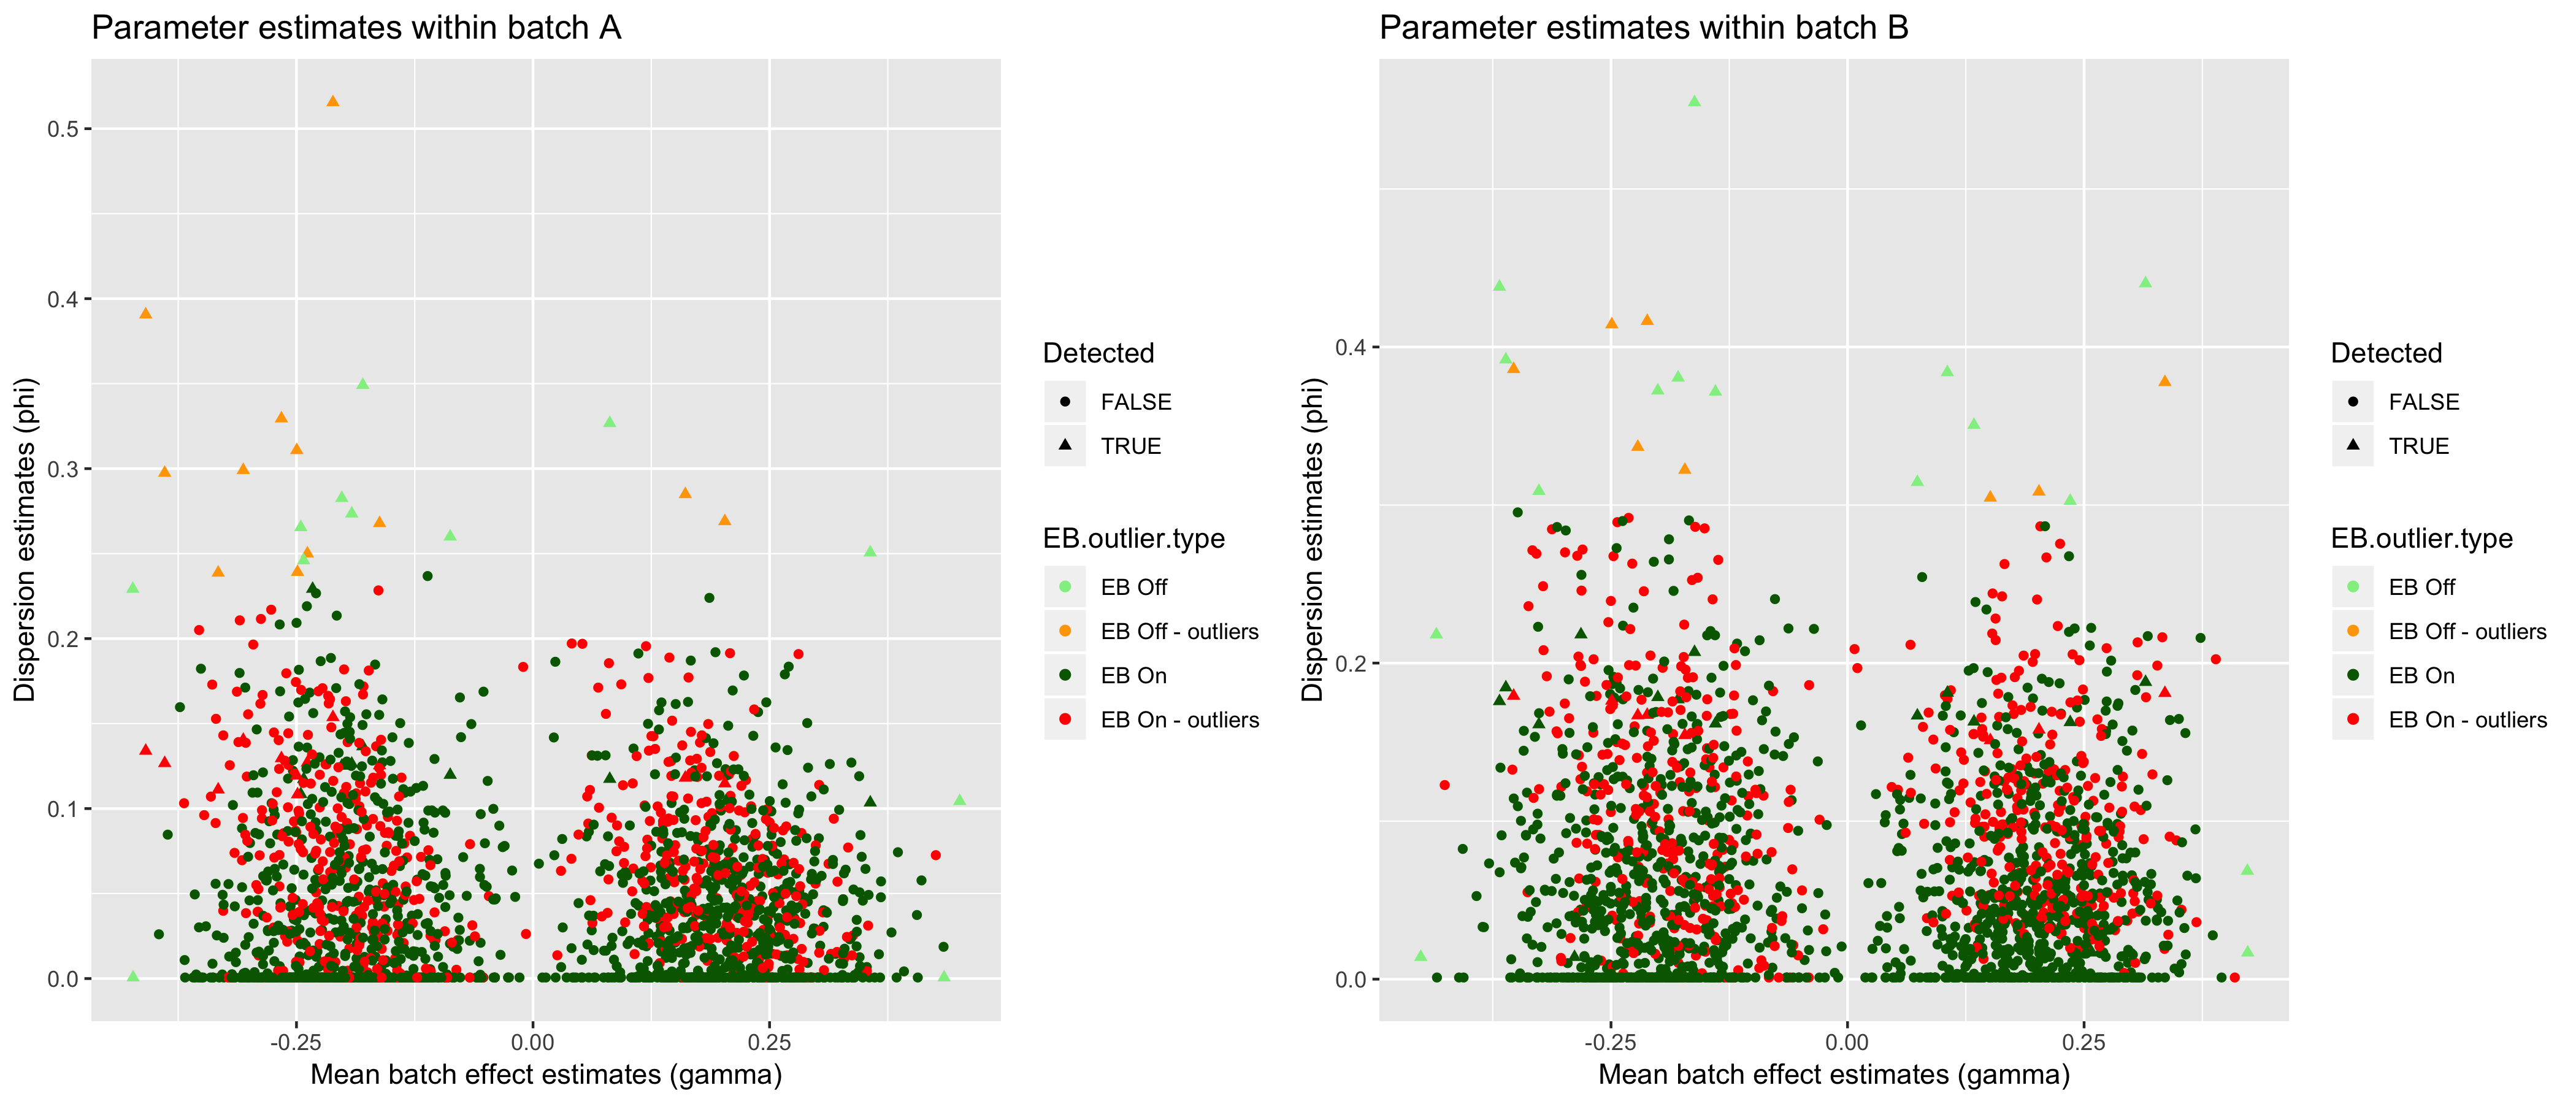 Parameter estimates within batch A
Dispersion estimates (phi)
0.5
0.4
0.3
0.2
0.1
0.0
-0.25
0.00
0.25
Mean batch effect estimates (gamma)
Detected
FALSE
TRUE
EB.outlier.type
EB Off
EB Off - outliers
EB On
EB On - outliers
Parameter estimates within batch B
Dispersion estimates (phi)
0.4
0.2
0.0
-0.25
0.00
0.25
Mean batch effect estimates (gamma)
Detected
FALSE
TRUE
EB.outlier.type
EB Off
EB Off - outliers
EB On
EB On - outliers